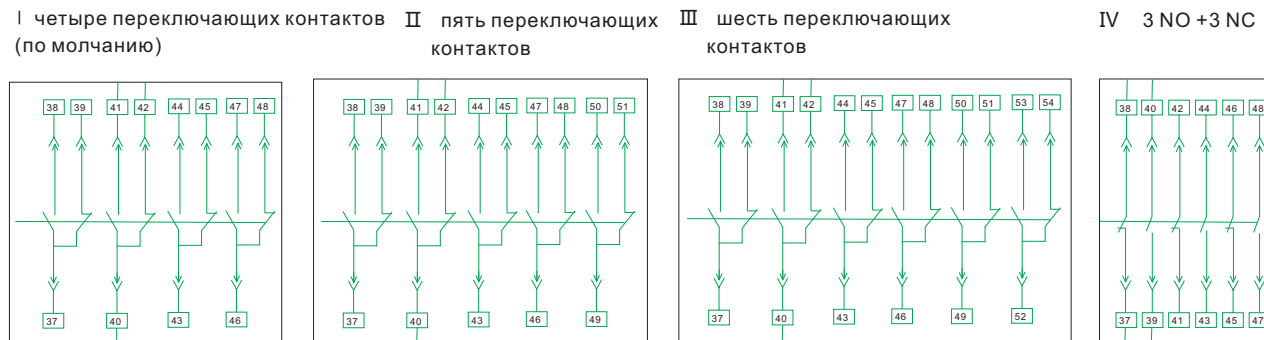 I четыре переключающих контактов
(по молчанию)
II пять переключающих
контактов
III шесть переключающих
контактов
IV 3 NO +3 NC
38 39 41 42 44 45 47 48
37 40 43 46
38 39 41 42 44 45 47 48 50 51
37 40 43 46 49
38 39 41 42 44 45 47 48 50 51 53 54
37 40 43 46 49 52
38 40 42 44 46 48
37 39 41 43 45 47